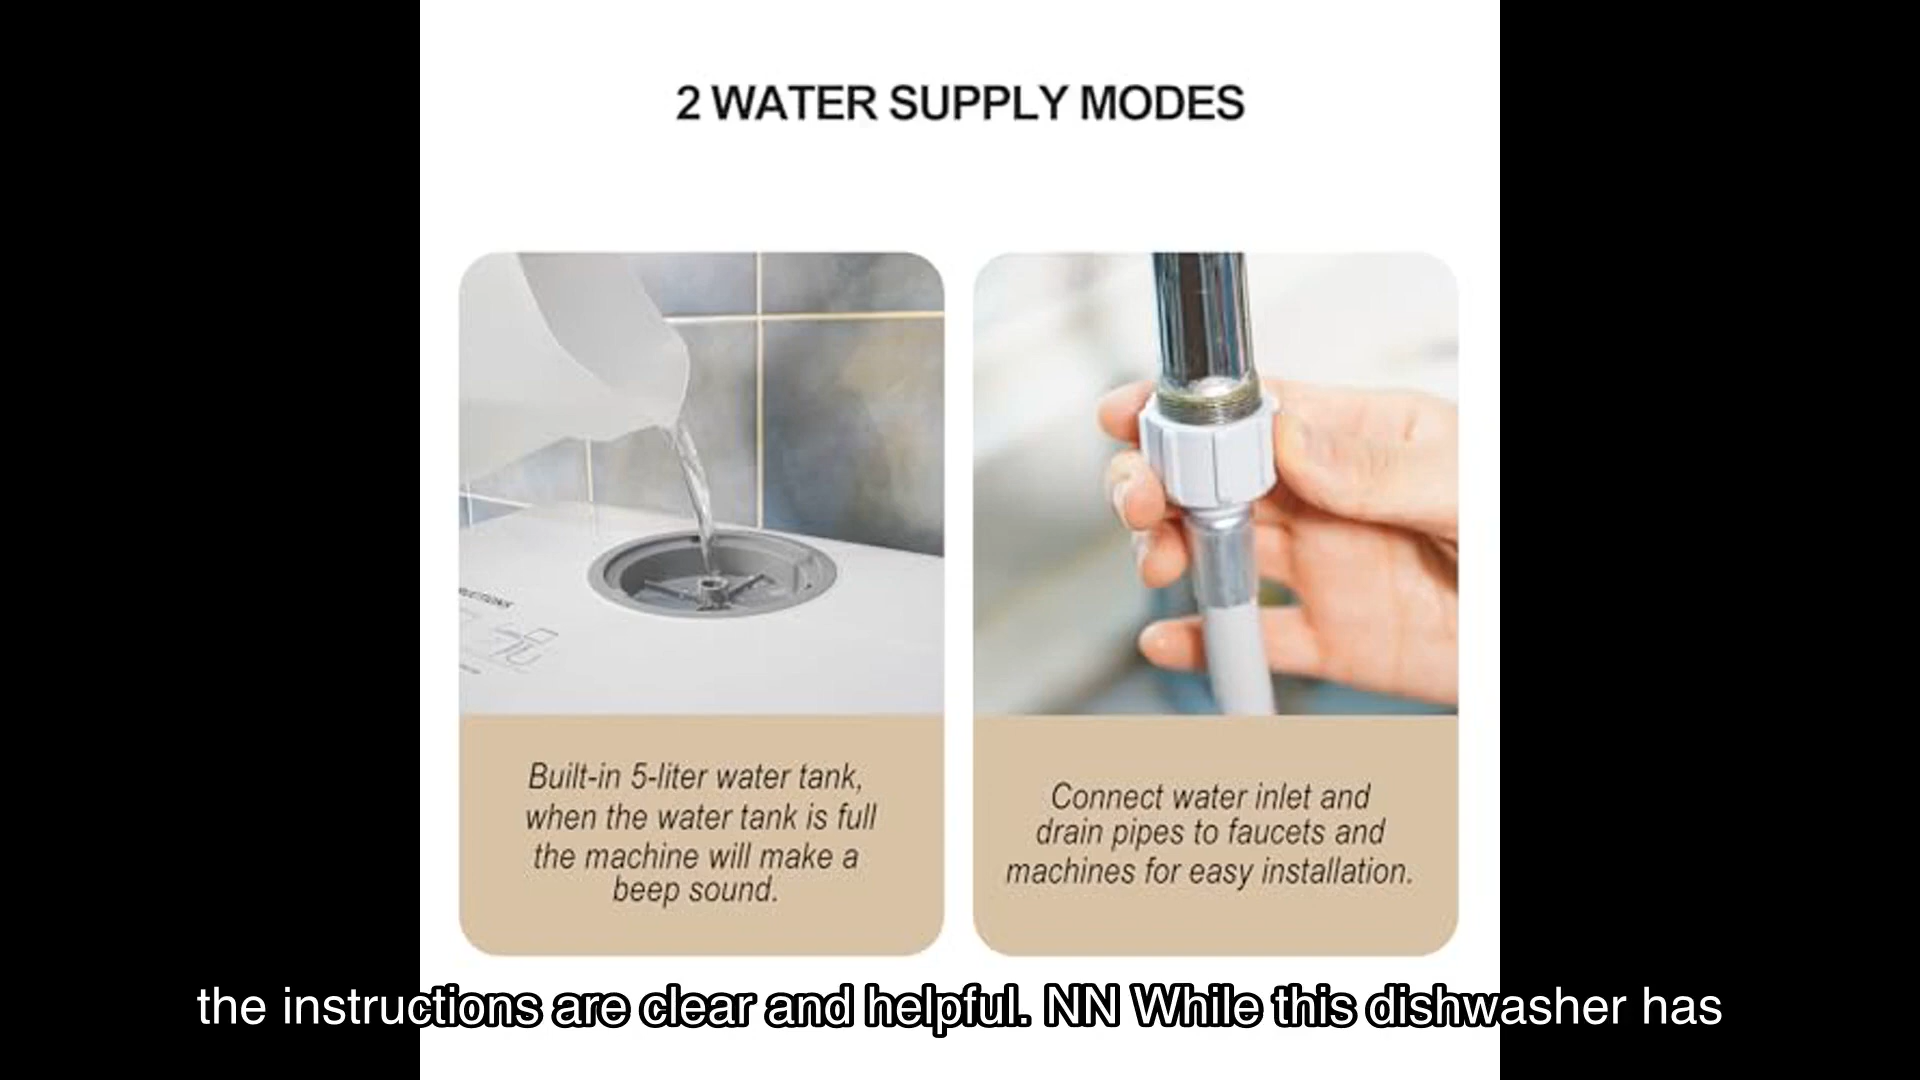 2 WATER SUPPLY MODES
Built-in 5-liter water tank,
when the water tank is full
the machine will make a
beep sound.
Connect water inlet and
drain pipes to faucets and
machines for easy installation.
the instructions are clear and helpful. NN While this dishwasher has